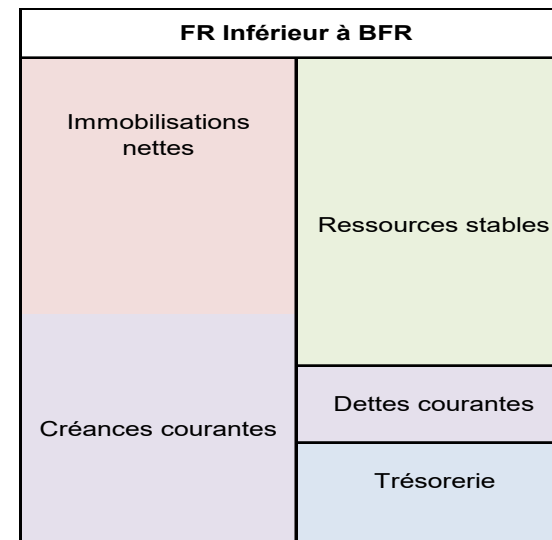 FR Inférieur à BFR
Immobilisations
nettes
Ressources stables
Créances courantes
Dettes courantes
Trésorerie